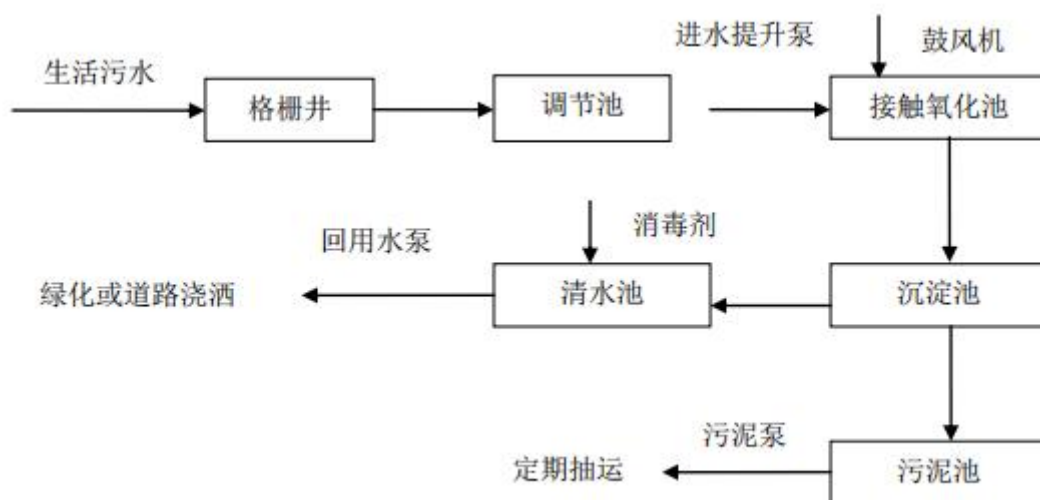 进水提升泵
鼓风机
生活污水
格栅井
调节池
接触氧化池
消毒剂
回用水泵
绿化或道路浇洒
清水池
沉淀池
污泥泵
定期抽运
污泥池